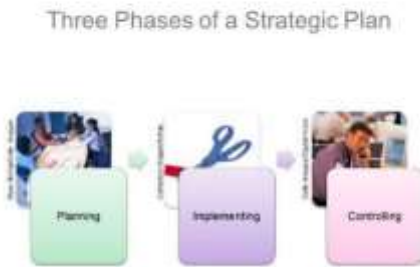 Three Phases of a Strategic Plan
Planning
Implementing
Controlling